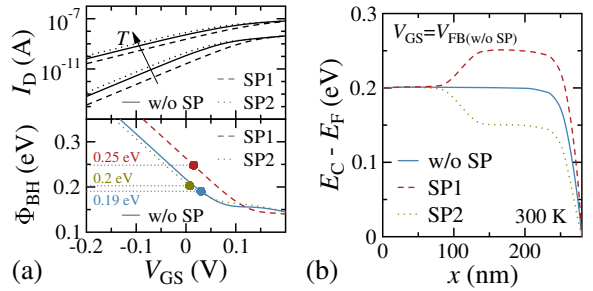 10⁻⁷
10⁻¹¹
I_D (A)
T
SP1
w/o SP
SP2
0.3
0.2
0.1
Φ_BH (eV)
SP1
SP2
0.25 eV
0.2 eV
0.19 eV
w/o SP
-0.2 -0.1 0 0.1
V_GS (V)
(a)
0.3
0.2
0.1
0
E_C - E_F (eV)
V_GS=V_FB(w/o SP)
w/o SP
SP1
SP2
300 K
0 100 200
x (nm)
(b)